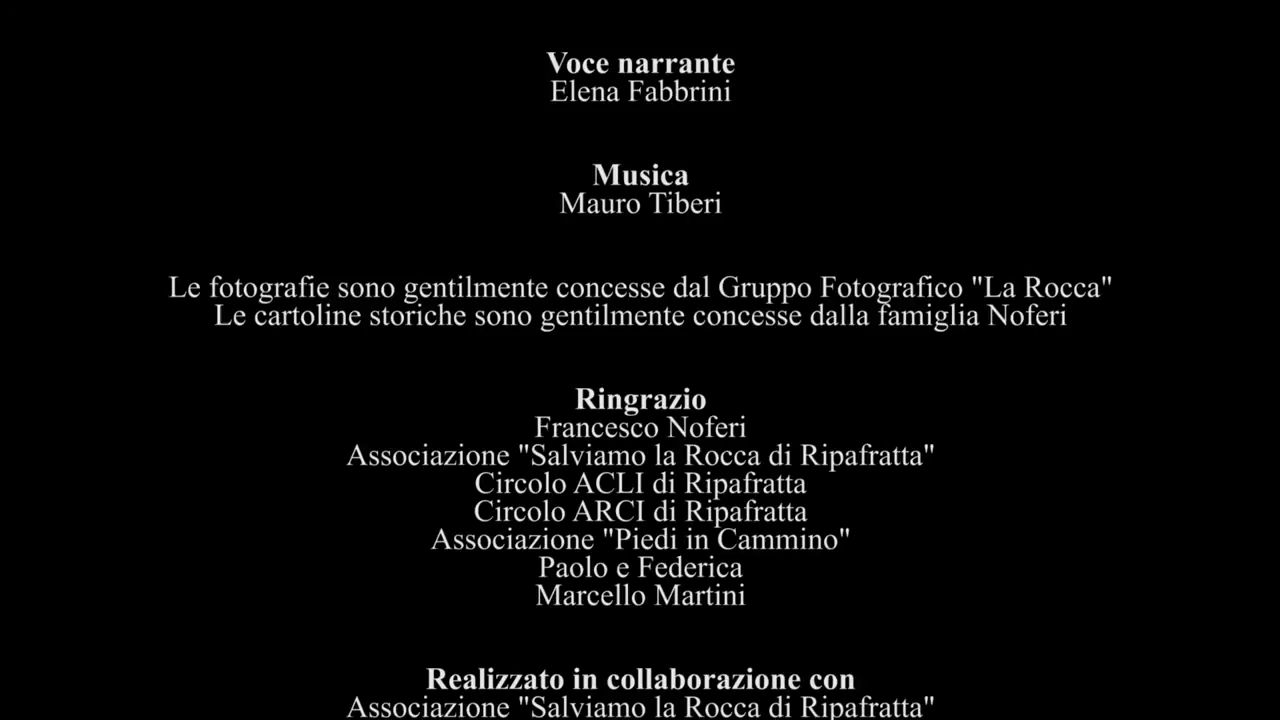 Voce narrante
Elena Fabbrini
Musica
Mauro Tiberi
Le fotografie sono gentilmente concesse dal Gruppo Fotografico "La Rocca"
Le cartoline storiche sono gentilmente concesse dalla famiglia Noferi
Ringrazio
Francesco Noferi
Associazione "Salviamo la Rocca di Ripafratta"
Circolo ACLI di Ripafratta
Circolo ARCI di Ripafratta
Associazione "Piedi in Cammino"
Paolo e Federica
Marcello Martini
Realizzato in collaborazione con
Associazione "Salviamo la Rocca di Ripafratta"